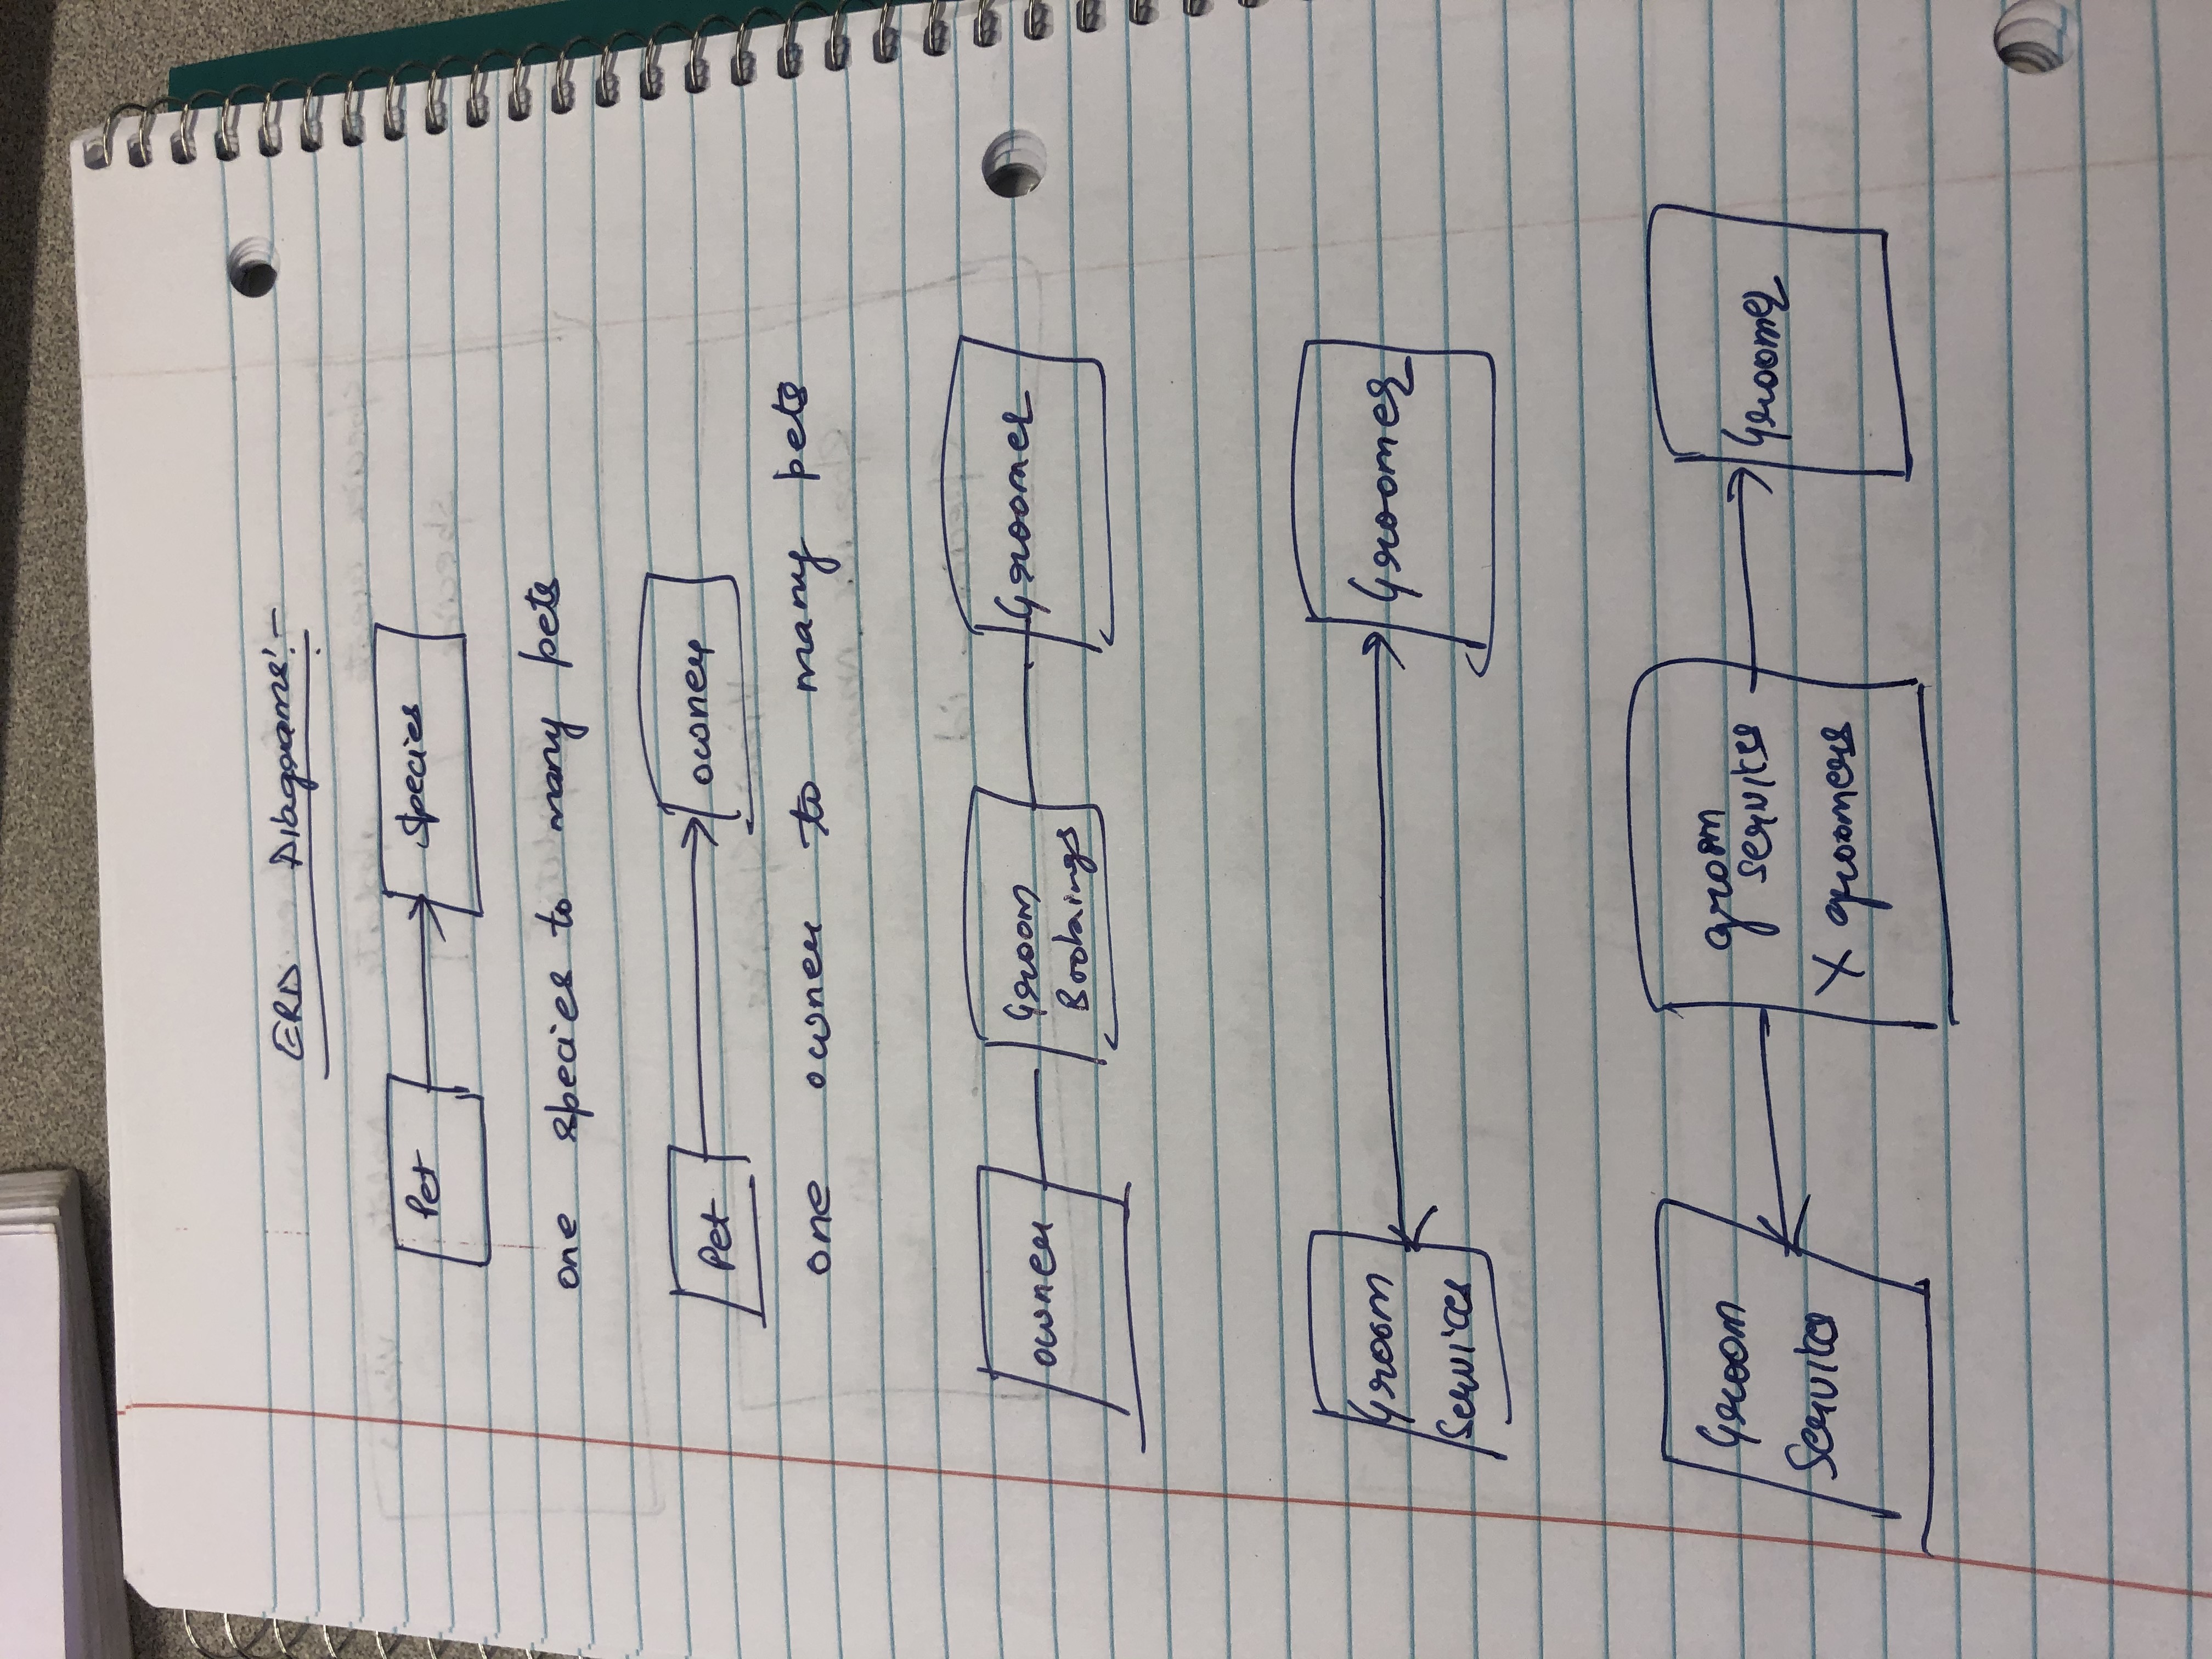 ERD Diagrams:-
Pet
Species
one species to many pets
Pet
owner
one owner to many pets
owner
Groom
Bookings
Groomer
Groom
Services
Groomer
Groom
Services
groom
services
X groomers
Groomer